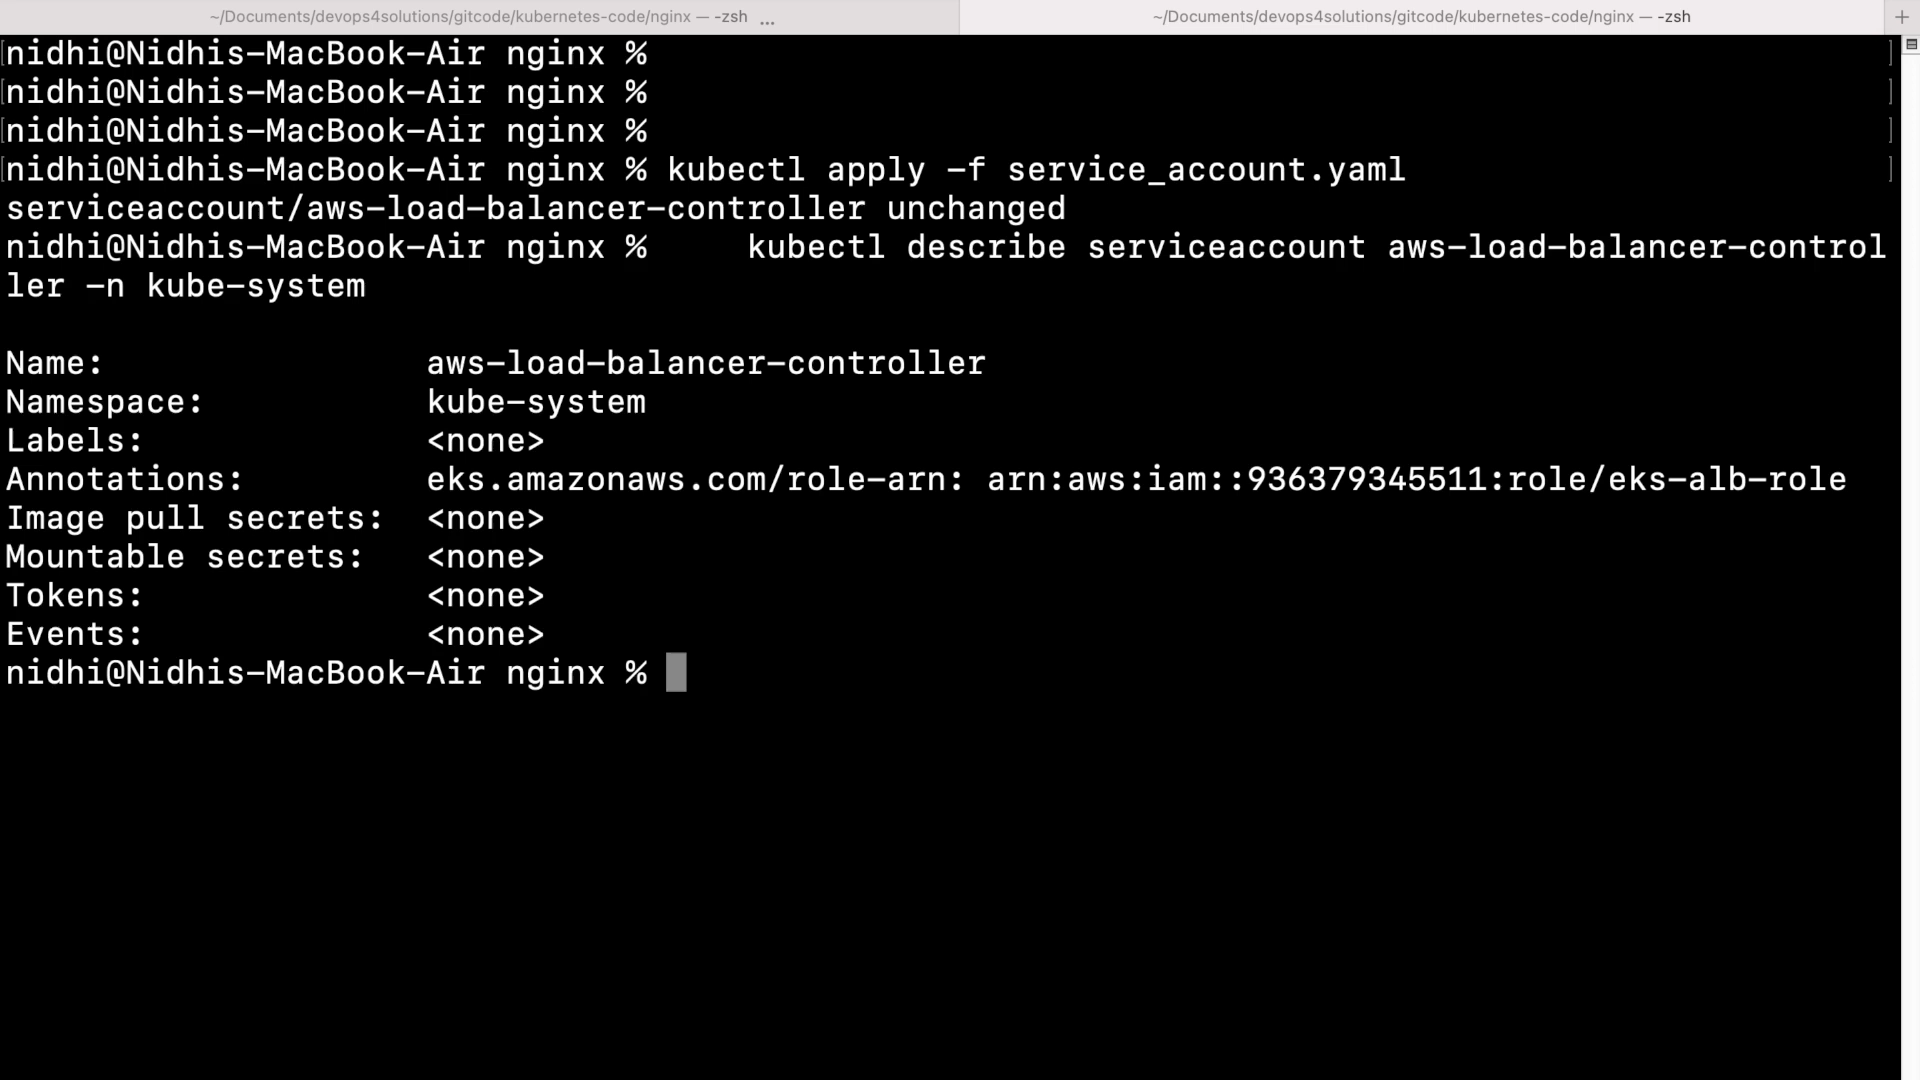 ~/Documents/devops4solutions/gitcode/kubernetes-code/nginx — -zsh ...
~/Documents/devops4solutions/gitcode/kubernetes-code/nginx — -zsh +
[nidhi@Nidhis-MacBook-Air nginx % ]
[nidhi@Nidhis-MacBook-Air nginx % ]
[nidhi@Nidhis-MacBook-Air nginx % ]
[nidhi@Nidhis-MacBook-Air nginx % kubectl apply -f service_account.yaml ]
serviceaccount/aws-load-balancer-controller unchanged
nidhi@Nidhis-MacBook-Air nginx %     kubectl describe serviceaccount aws-load-balancer-control
ler -n kube-system
Name: aws-load-balancer-controller
Namespace: kube-system
Labels: <none>
Annotations: eks.amazonaws.com/role-arn: arn:aws:iam::936379345511:role/eks-alb-role
Image pull secrets: <none>
Mountable secrets: <none>
Tokens: <none>
Events: <none>
nidhi@Nidhis-MacBook-Air nginx %